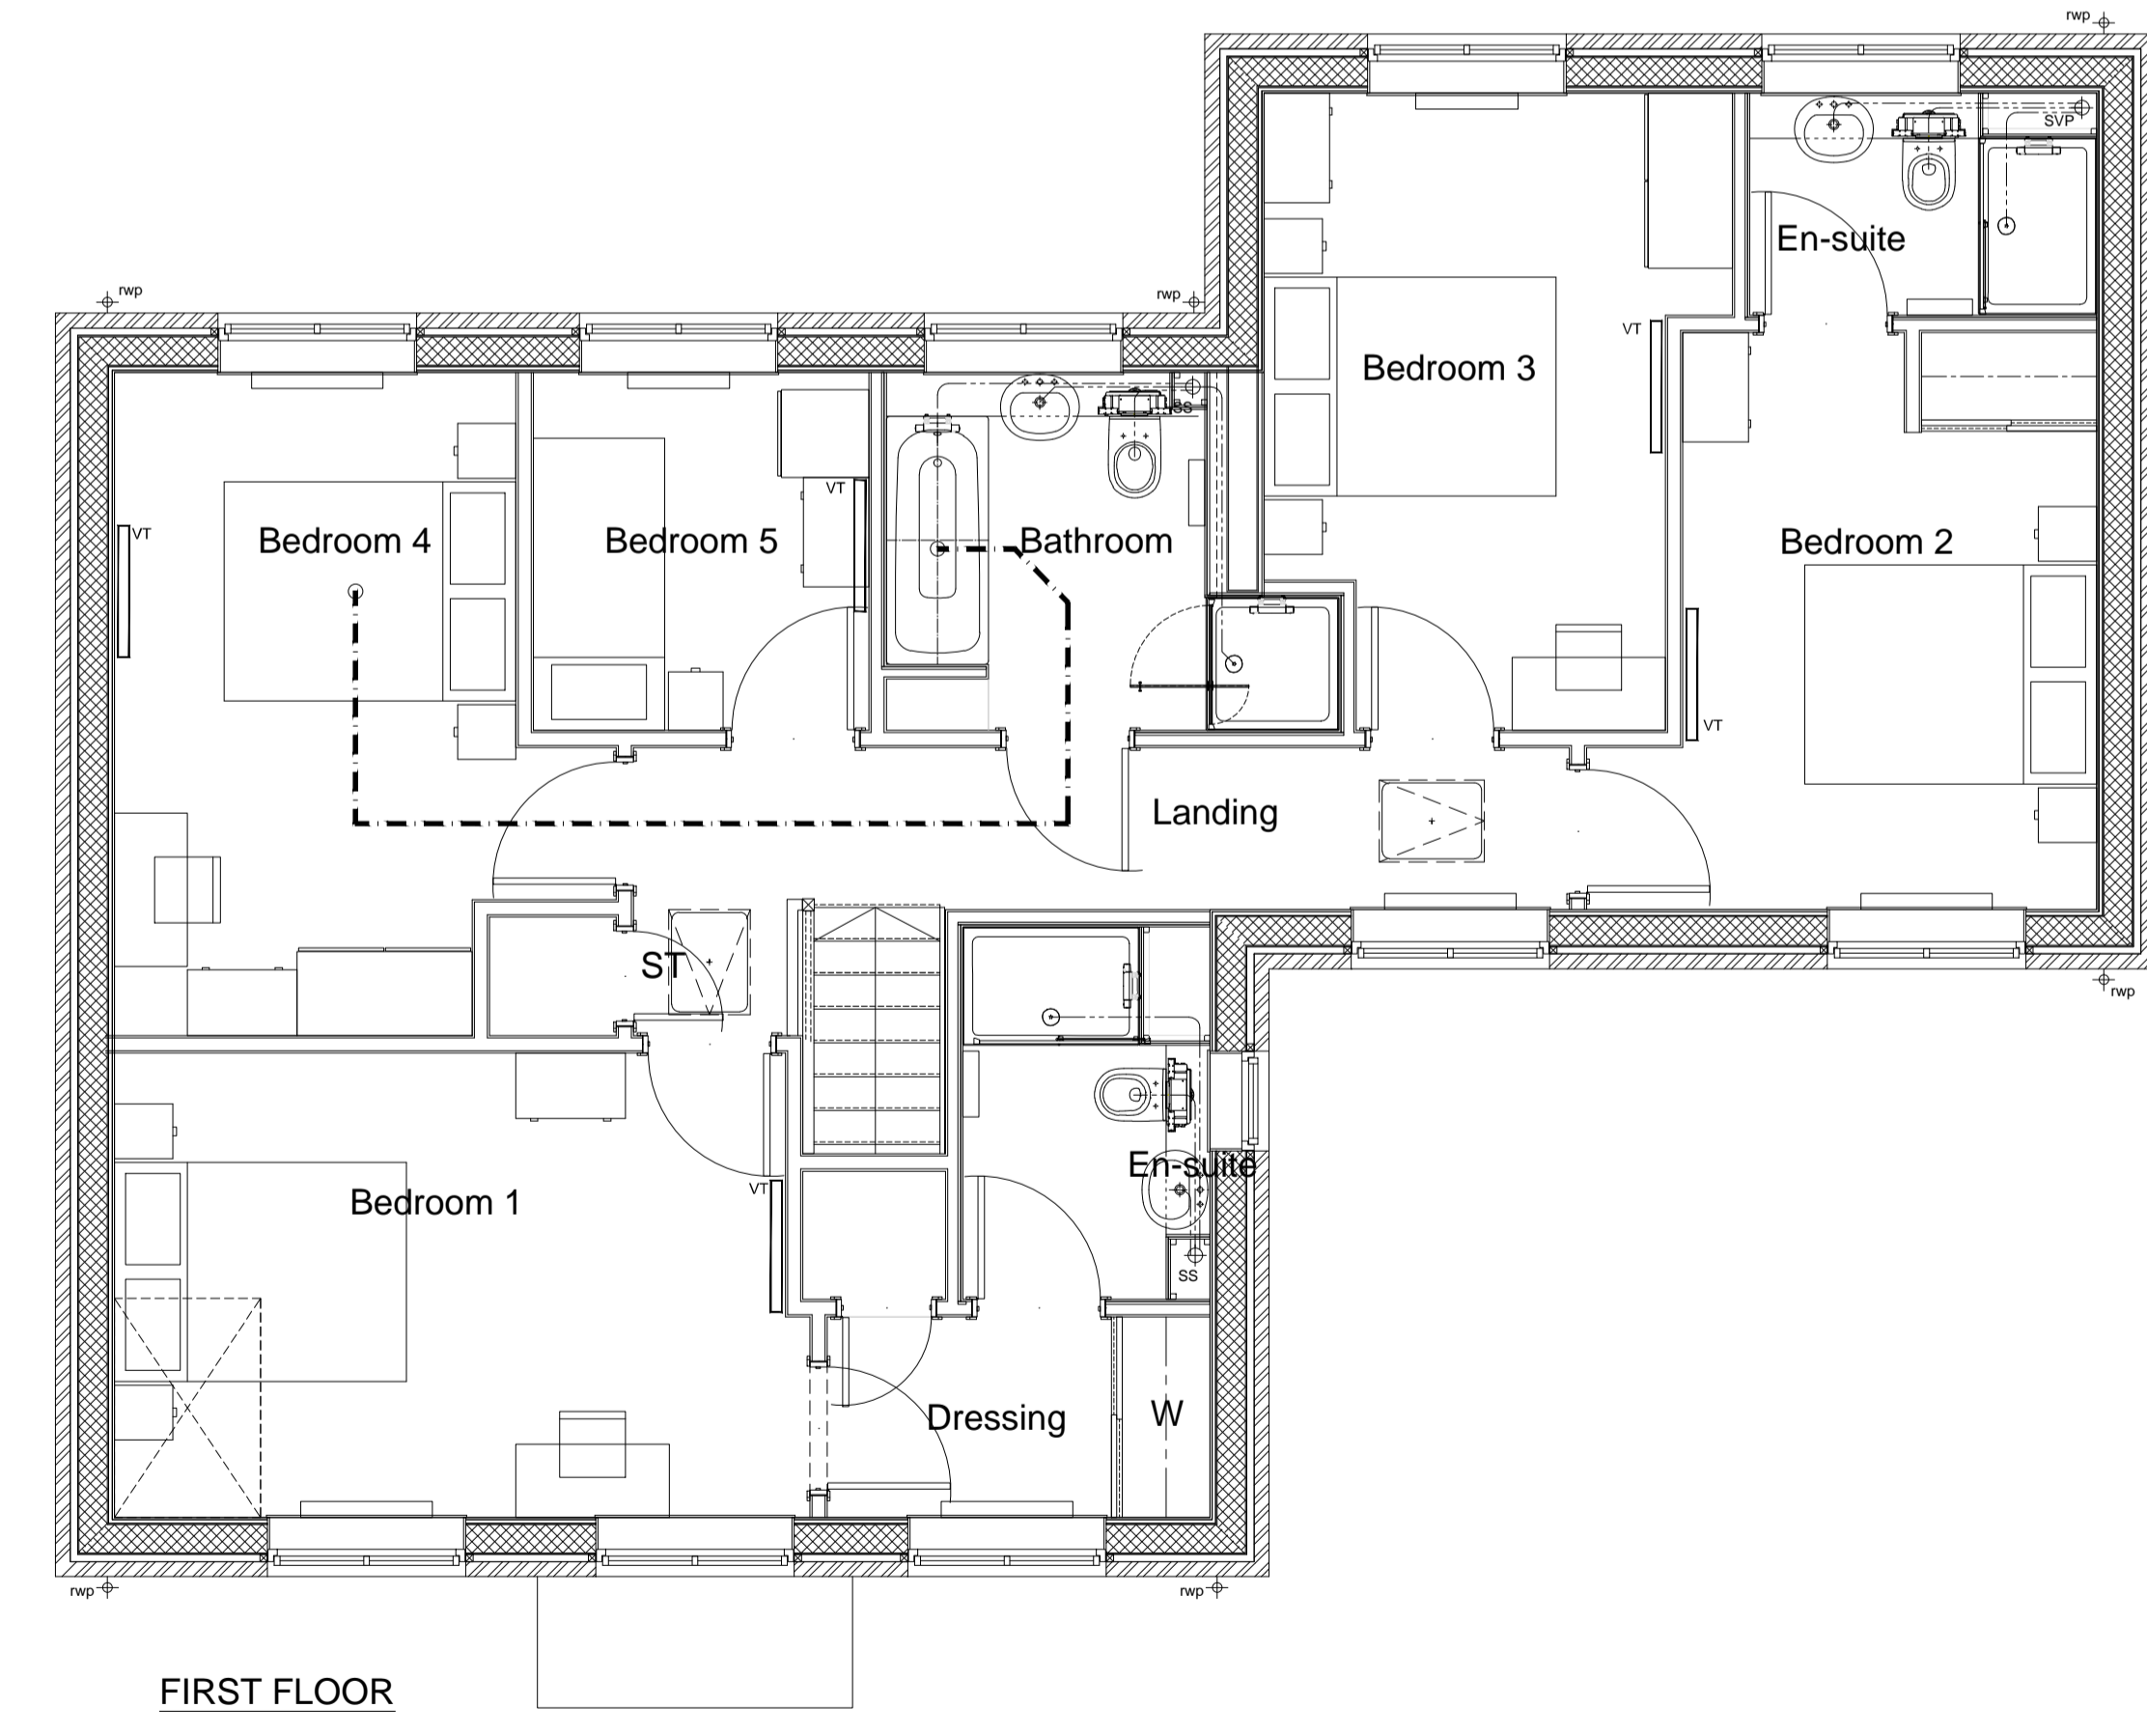 rwp
SVP
En-suite
rwp
rwp
VT
Bedroom 3
SS
VT
VT
Bedroom 4
Bedroom 5
Bathroom
Bedroom 2
VT
Landing
ST
rwp
En-suite
VT
Bedroom 1
SS
Dressing
W
rwp
rwp
FIRST FLOOR